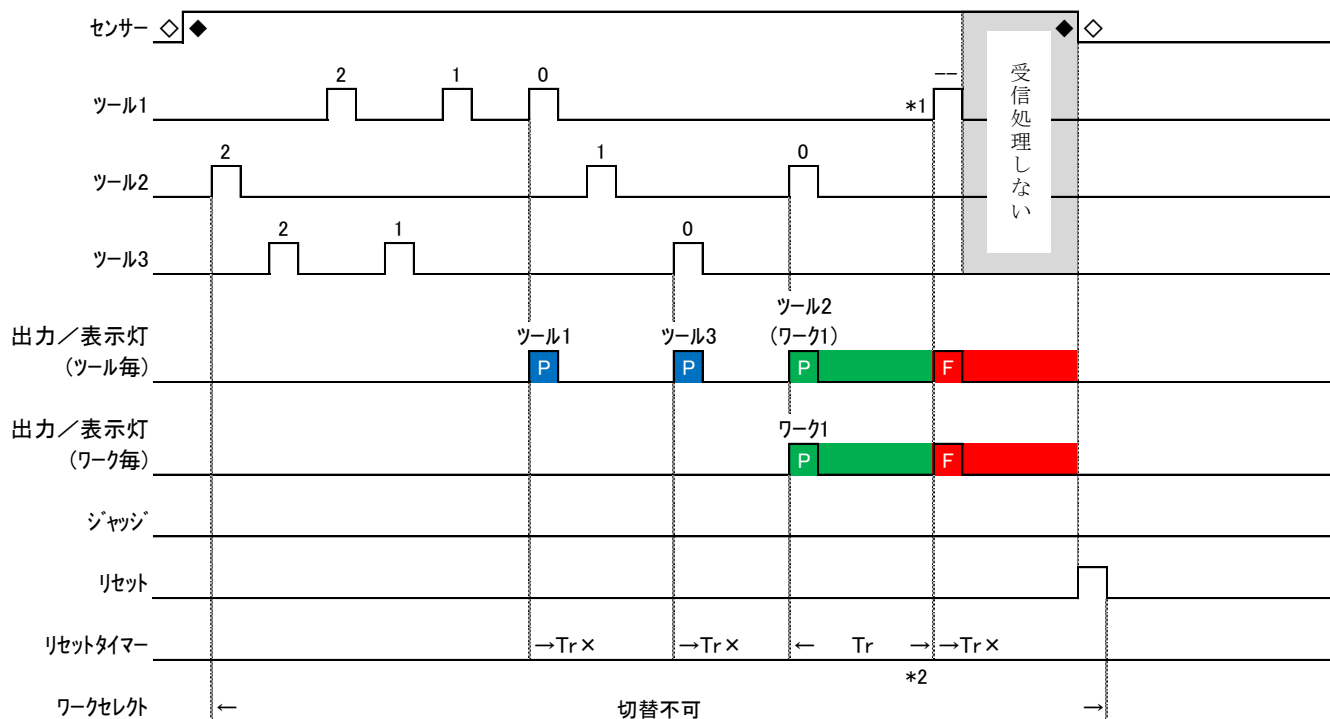 センサー ◇ ◆ ◆ ◇
2 1 0 --
ツール1 *1
受信処理しない
2 1 0
ツール2
2 1 0
ツール3
ツール2
出力／表示灯 ツール1 ツール3 (ワーク1)
(ツール毎) P P P F
出力／表示灯 ワーク1
(ワーク毎) P F
ジャッジ
リセット
リセットタイマー →Tr× →Tr× ← Tr → →Tr×
*2
ワークセレクト ← 切替不可 →